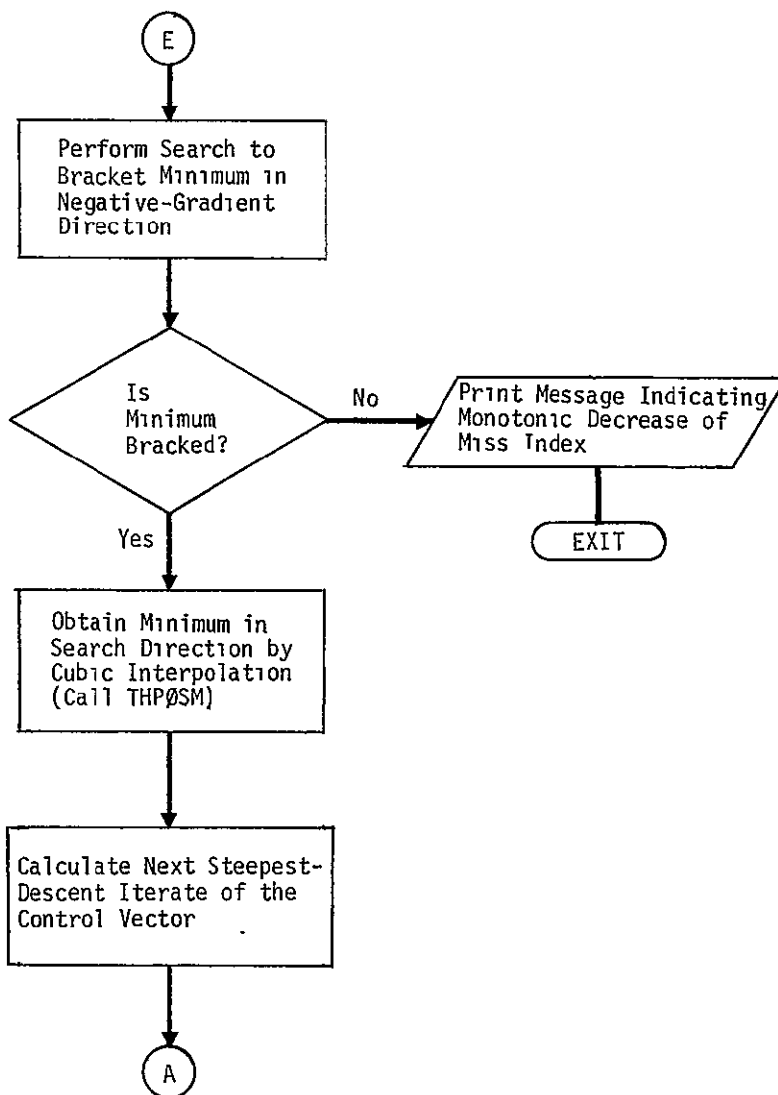 E
Perform Search to
Bracket Minimum in
Negative-Gradient
Direction
Is
Minimum
Bracked?
No
Print Message Indicating
Monotonic Decrease of
Miss Index
EXIT
Yes
Obtain Minimum in
Search Direction by
Cubic Interpolation
(Call THPØSM)
Calculate Next Steepest-
Descent Iterate of the
Control Vector
A